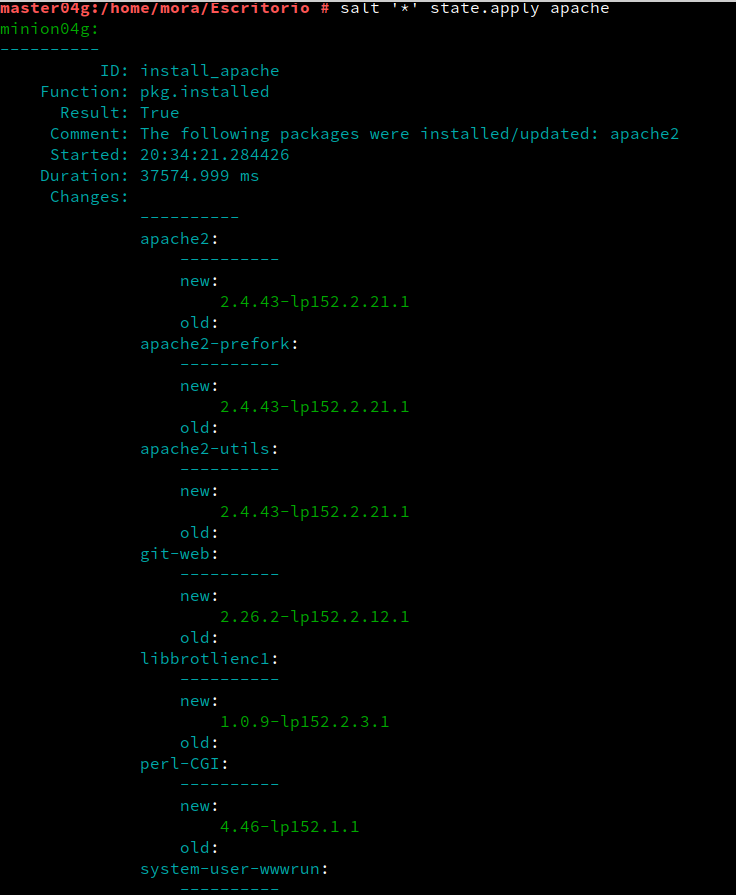 master04g:/home/mora/Escritorio # salt '*' state.apply apache
minion04g:
----------
          ID: install_apache
    Function: pkg.installed
      Result: True
     Comment: The following packages were installed/updated: apache2
     Started: 20:34:21.284426
    Duration: 37574.999 ms
     Changes:
              ----------
              apache2:
                  ----------
                  new:
                      2.4.43-lp152.2.21.1
                  old:
              apache2-prefork:
                  ----------
                  new:
                      2.4.43-lp152.2.21.1
                  old:
              apache2-utils:
                  ----------
                  new:
                      2.4.43-lp152.2.21.1
                  old:
              git-web:
                  ----------
                  new:
                      2.26.2-lp152.2.12.1
                  old:
              libbrotlienc1:
                  ----------
                  new:
                      1.0.9-lp152.2.3.1
                  old:
              perl-CGI:
                  ----------
                  new:
                      4.46-lp152.1.1
                  old:
              system-user-wwwrun:
                  ----------